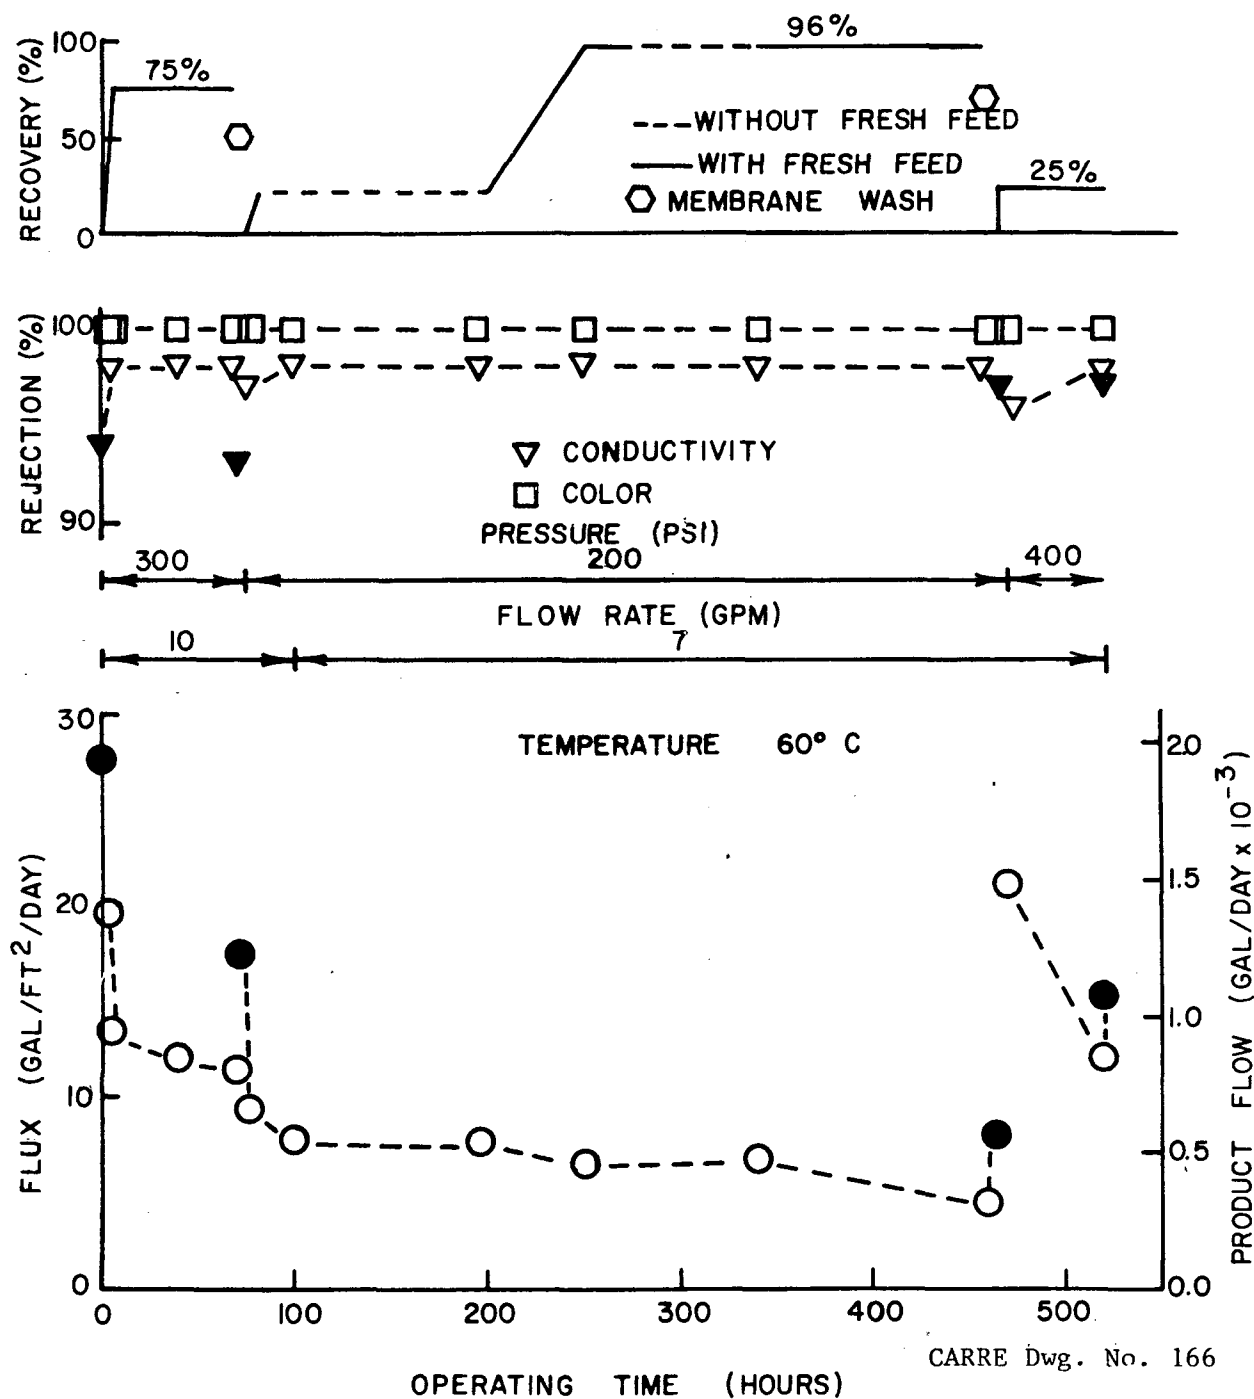 RECOVERY (%)
100
50
0
75%
96%
25%
WITHOUT FRESH FEED
WITH FRESH FEED
MEMBRANE WASH
REJECTION (%)
100
90
CONDUCTIVITY
COLOR
PRESSURE (PSI)
300
200
400
FLOW RATE (GPM)
10
7
TEMPERATURE 60° C
FLUX (GAL/FT²/DAY)
30
20
10
0
PRODUCT FLOW (GAL/DAY x 10⁻³)
2.0
1.5
1.0
0.5
0.0
0 100 200 300 400 500
CARRE Dwg. No. 166
OPERATING TIME (HOURS)